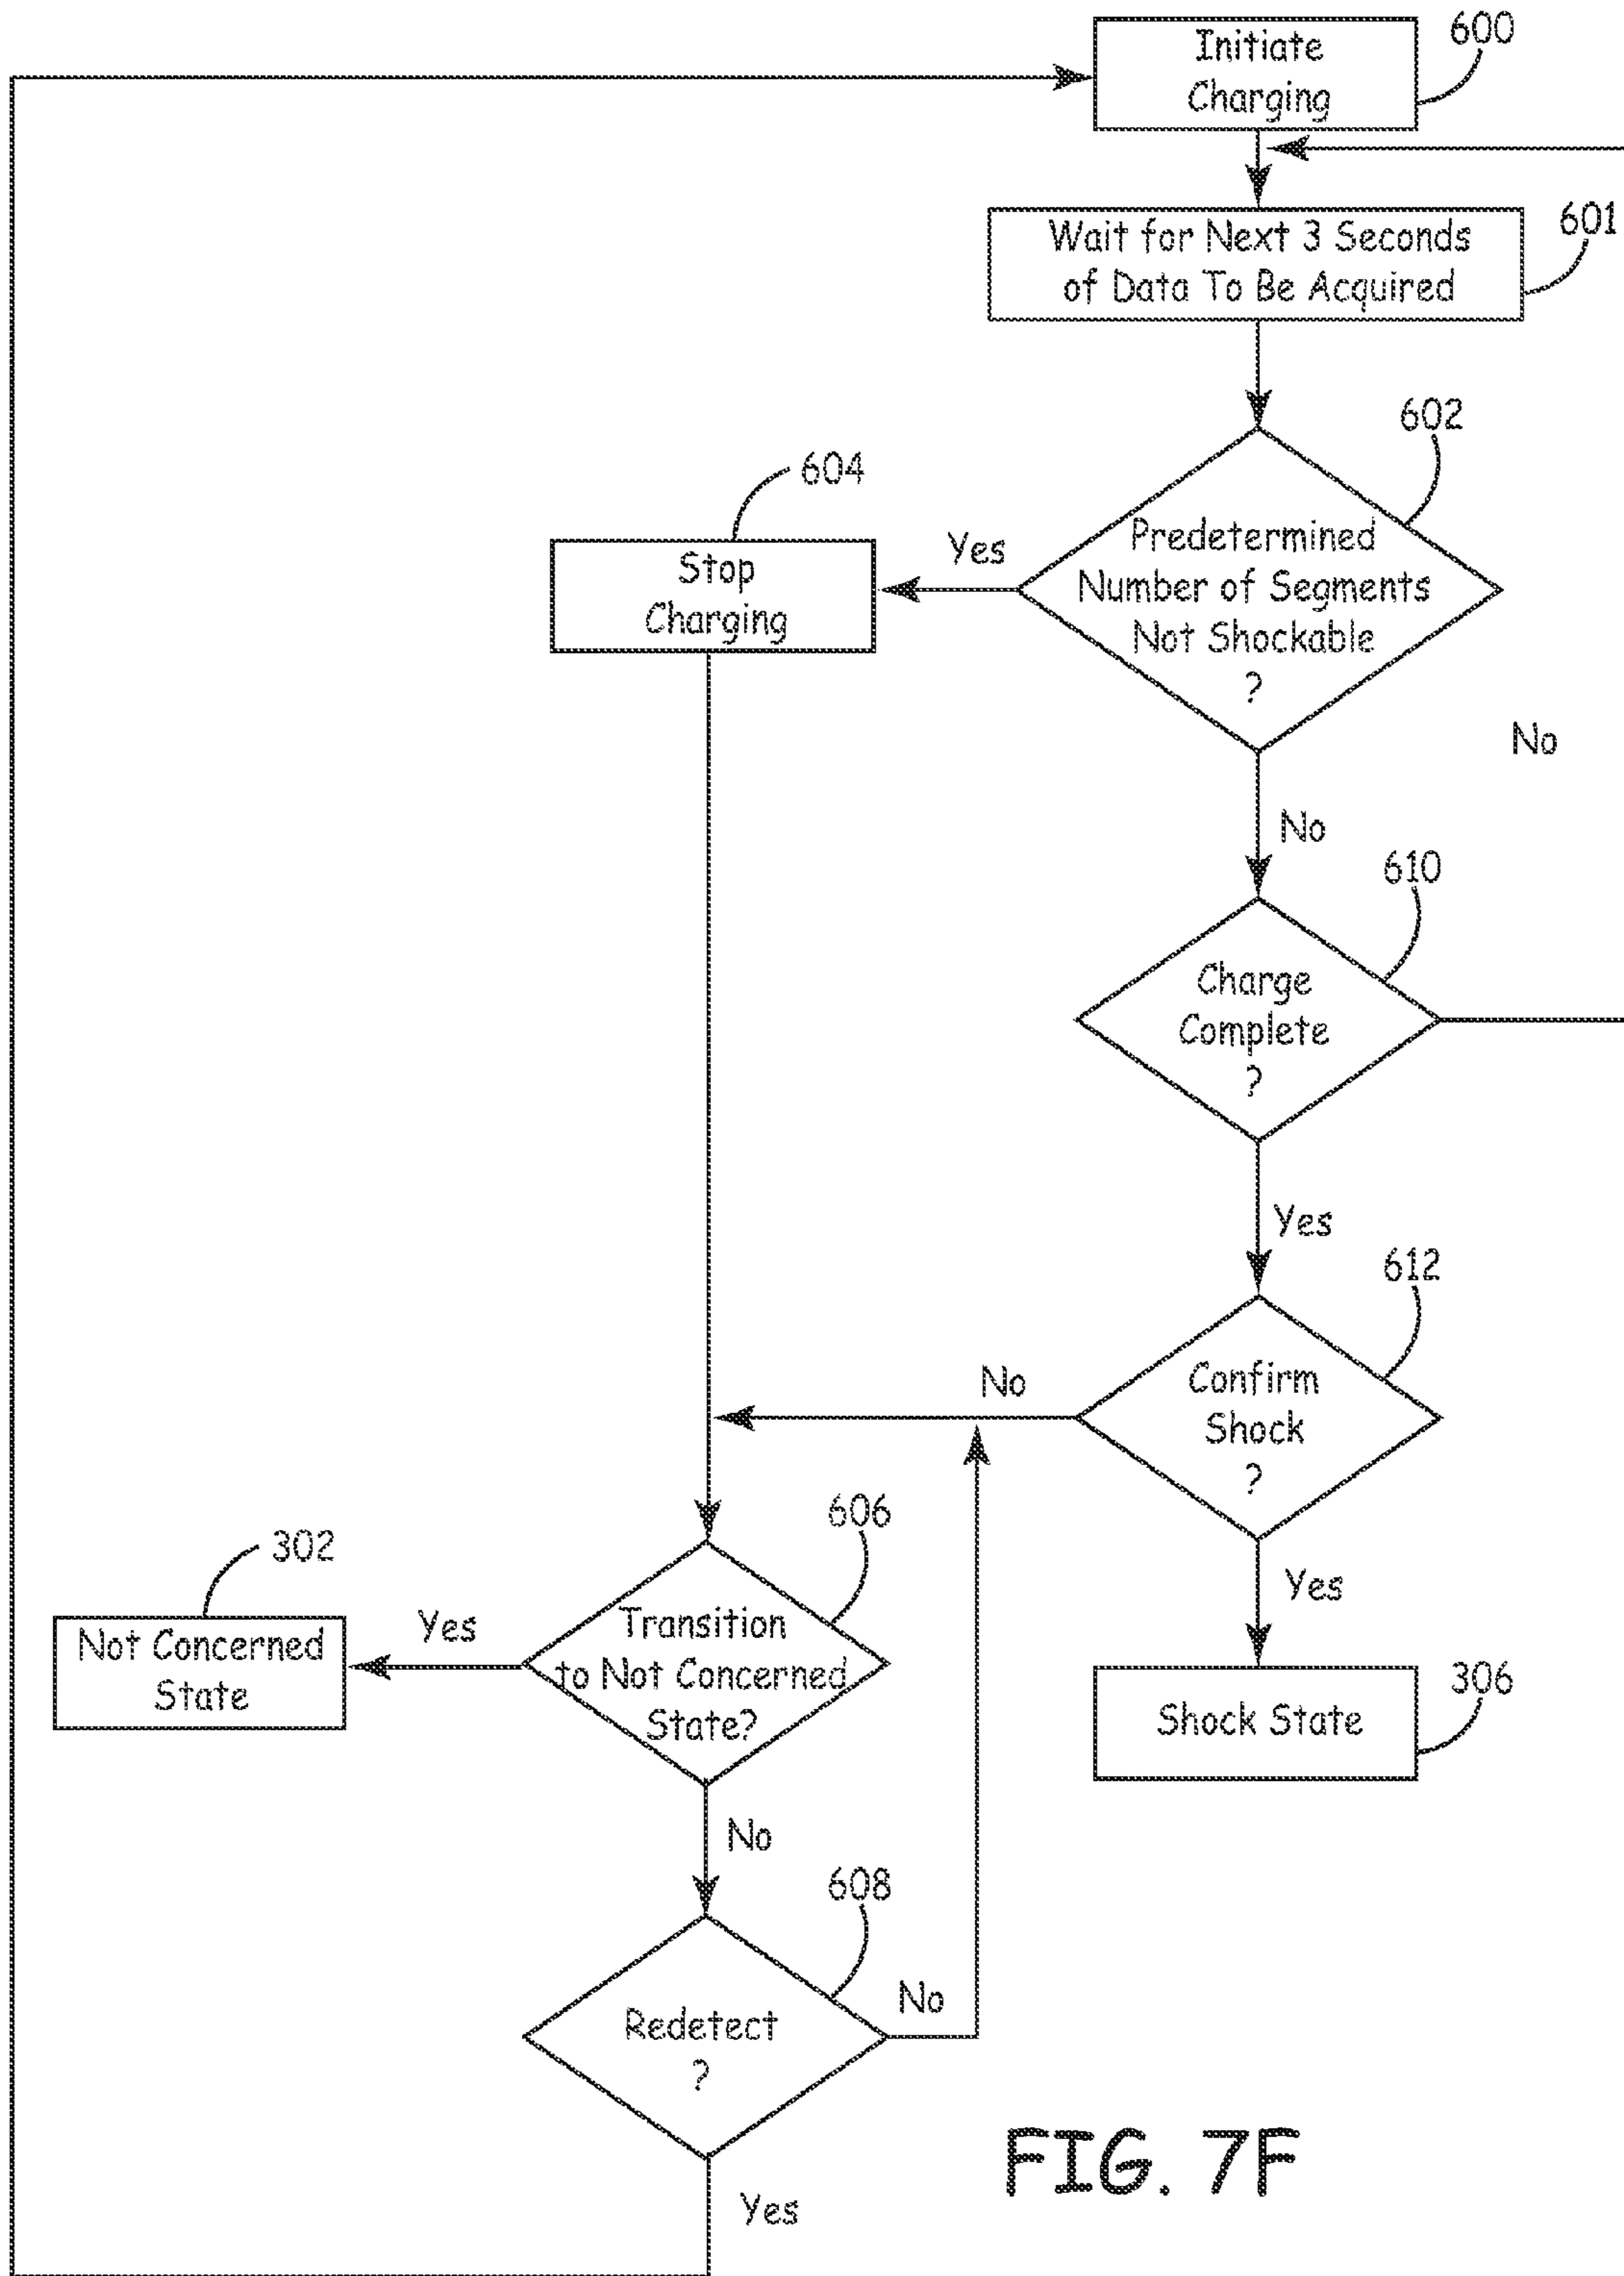 600
Initiate
Charging
601
Wait for Next 3 Seconds
of Data To Be Acquired
602
604
Yes
Predetermined
Number of Segments
Not Shockable
?
Stop
Charging
No
No
610
Charge
Complete
?
Yes
612
No
Confirm
Shock
?
606
302
Yes
Yes
Transition
to Not Concerned
State?
Not Concerned
State
306
Shock State
No
608
No
Redetect
?
Yes
FIG. 7F